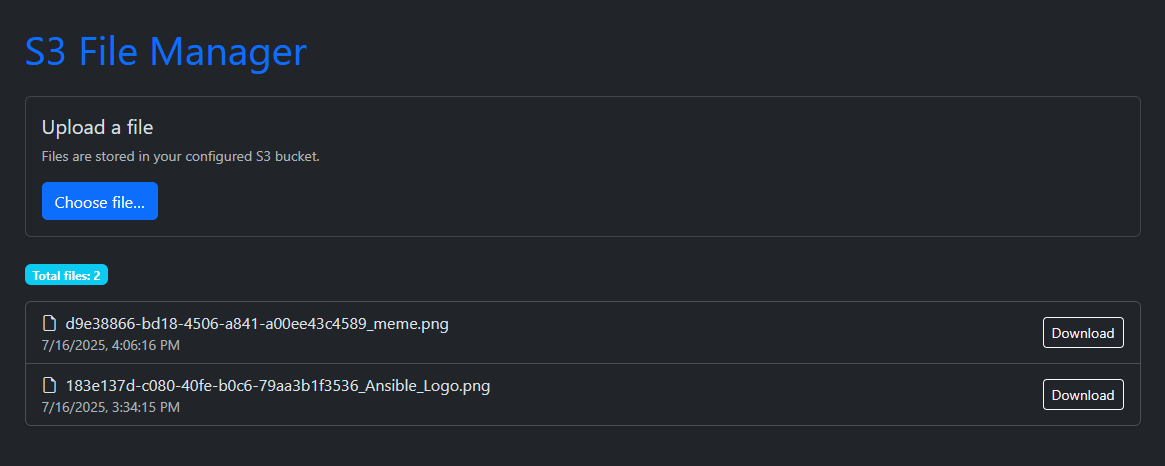 S3 File Manager
Upload a file
Files are stored in your configured S3 bucket.
Choose file...
Total files: 2
d9e38866-bd18-4506-a841-a00ee43c4589_meme.png
7/16/2025, 4:06:16 PM
Download
183e137d-c080-40fe-b0c6-79aa3b1f3536_Ansible_Logo.png
7/16/2025, 3:34:15 PM
Download